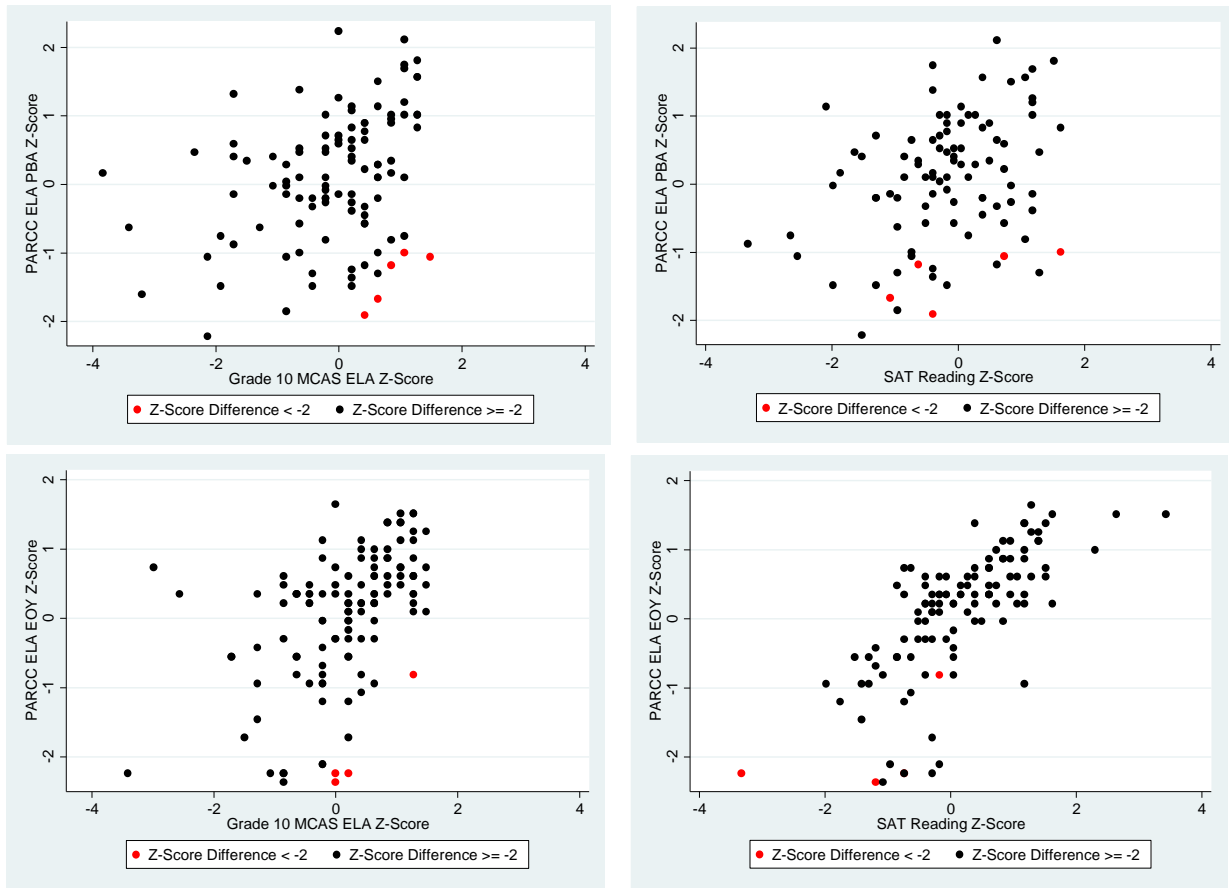 PARCC ELA PBA Z-Score
2
1
0
-1
-2
-4
-2
0
2
4
Grade 10 MCAS ELA Z-Score
Z-Score Difference < -2
Z-Score Difference >= -2
PARCC ELA PBA Z-Score
2
1
0
-1
-2
-4
-2
0
2
4
SAT Reading Z-Score
Z-Score Difference < -2
Z-Score Difference >= -2
PARCC ELA EOY Z-Score
2
1
0
-1
-2
-4
-2
0
2
4
Grade 10 MCAS ELA Z-Score
Z-Score Difference < -2
Z-Score Difference >= -2
PARCC ELA EOY Z-Score
2
1
0
-1
-2
-4
-2
0
2
4
SAT Reading Z-Score
Z-Score Difference < -2
Z-Score Difference >= -2